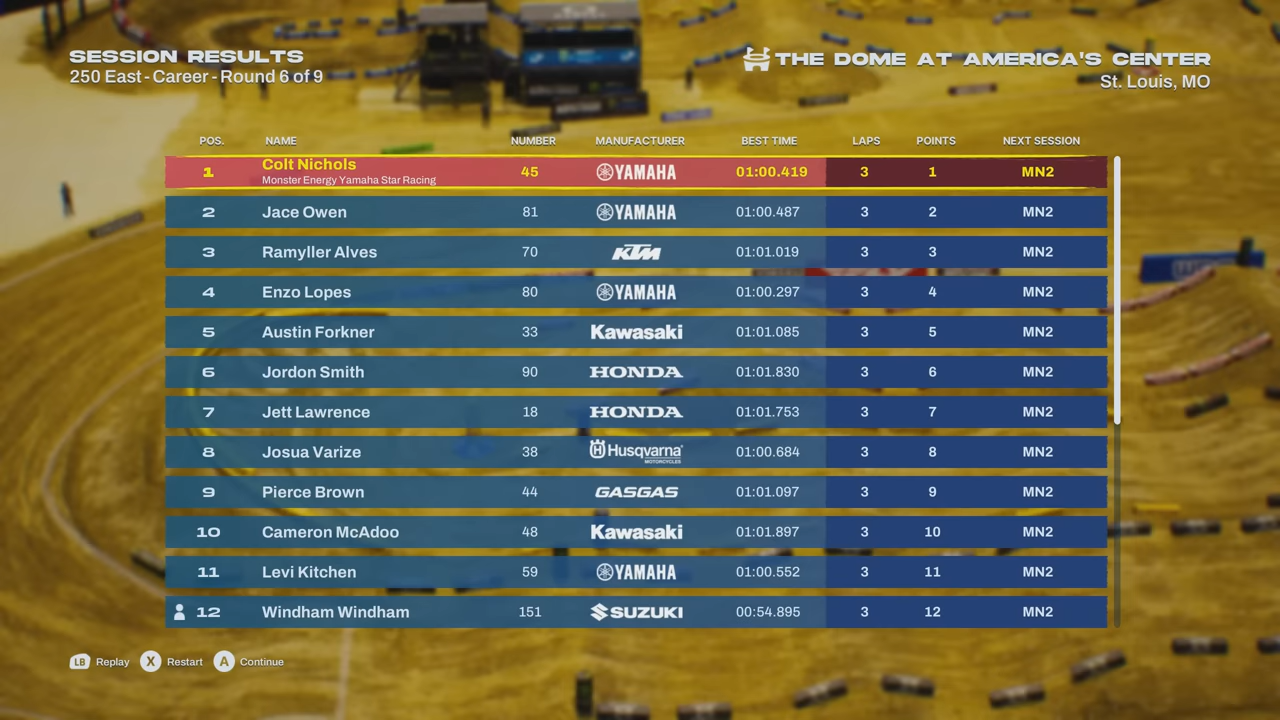 SESSION RESULTS
250 East - Career - Round 6 of 9
THE DOME AT AMERICA'S CENTER
St. Louis, MO
POS. NAME NUMBER MANUFACTURER BEST TIME LAPS POINTS NEXT SESSION
1 Colt Nichols 45 YAMAHA 01:00.419 3 1 MN2
Monster Energy Yamaha Star Racing
2 Jace Owen 81 YAMAHA 01:00.487 3 2 MN2
3 Ramyller Alves 70 KTM 01:01.019 3 3 MN2
4 Enzo Lopes 80 YAMAHA 01:00.297 3 4 MN2
5 Austin Forkner 33 Kawasaki 01:01.085 3 5 MN2
6 Jordon Smith 90 HONDA 01:01.830 3 6 MN2
7 Jett Lawrence 18 HONDA 01:01.753 3 7 MN2
8 Josua Varize 38 Husqvarna MOTORCYCLES 01:00.684 3 8 MN2
9 Pierce Brown 44 GASGAS 01:01.097 3 9 MN2
10 Cameron McAdoo 48 Kawasaki 01:01.897 3 10 MN2
11 Levi Kitchen 59 YAMAHA 01:00.552 3 11 MN2
12 Windham Windham 151 SUZUKI 00:54.895 3 12 MN2
LB Replay X Restart A Continue